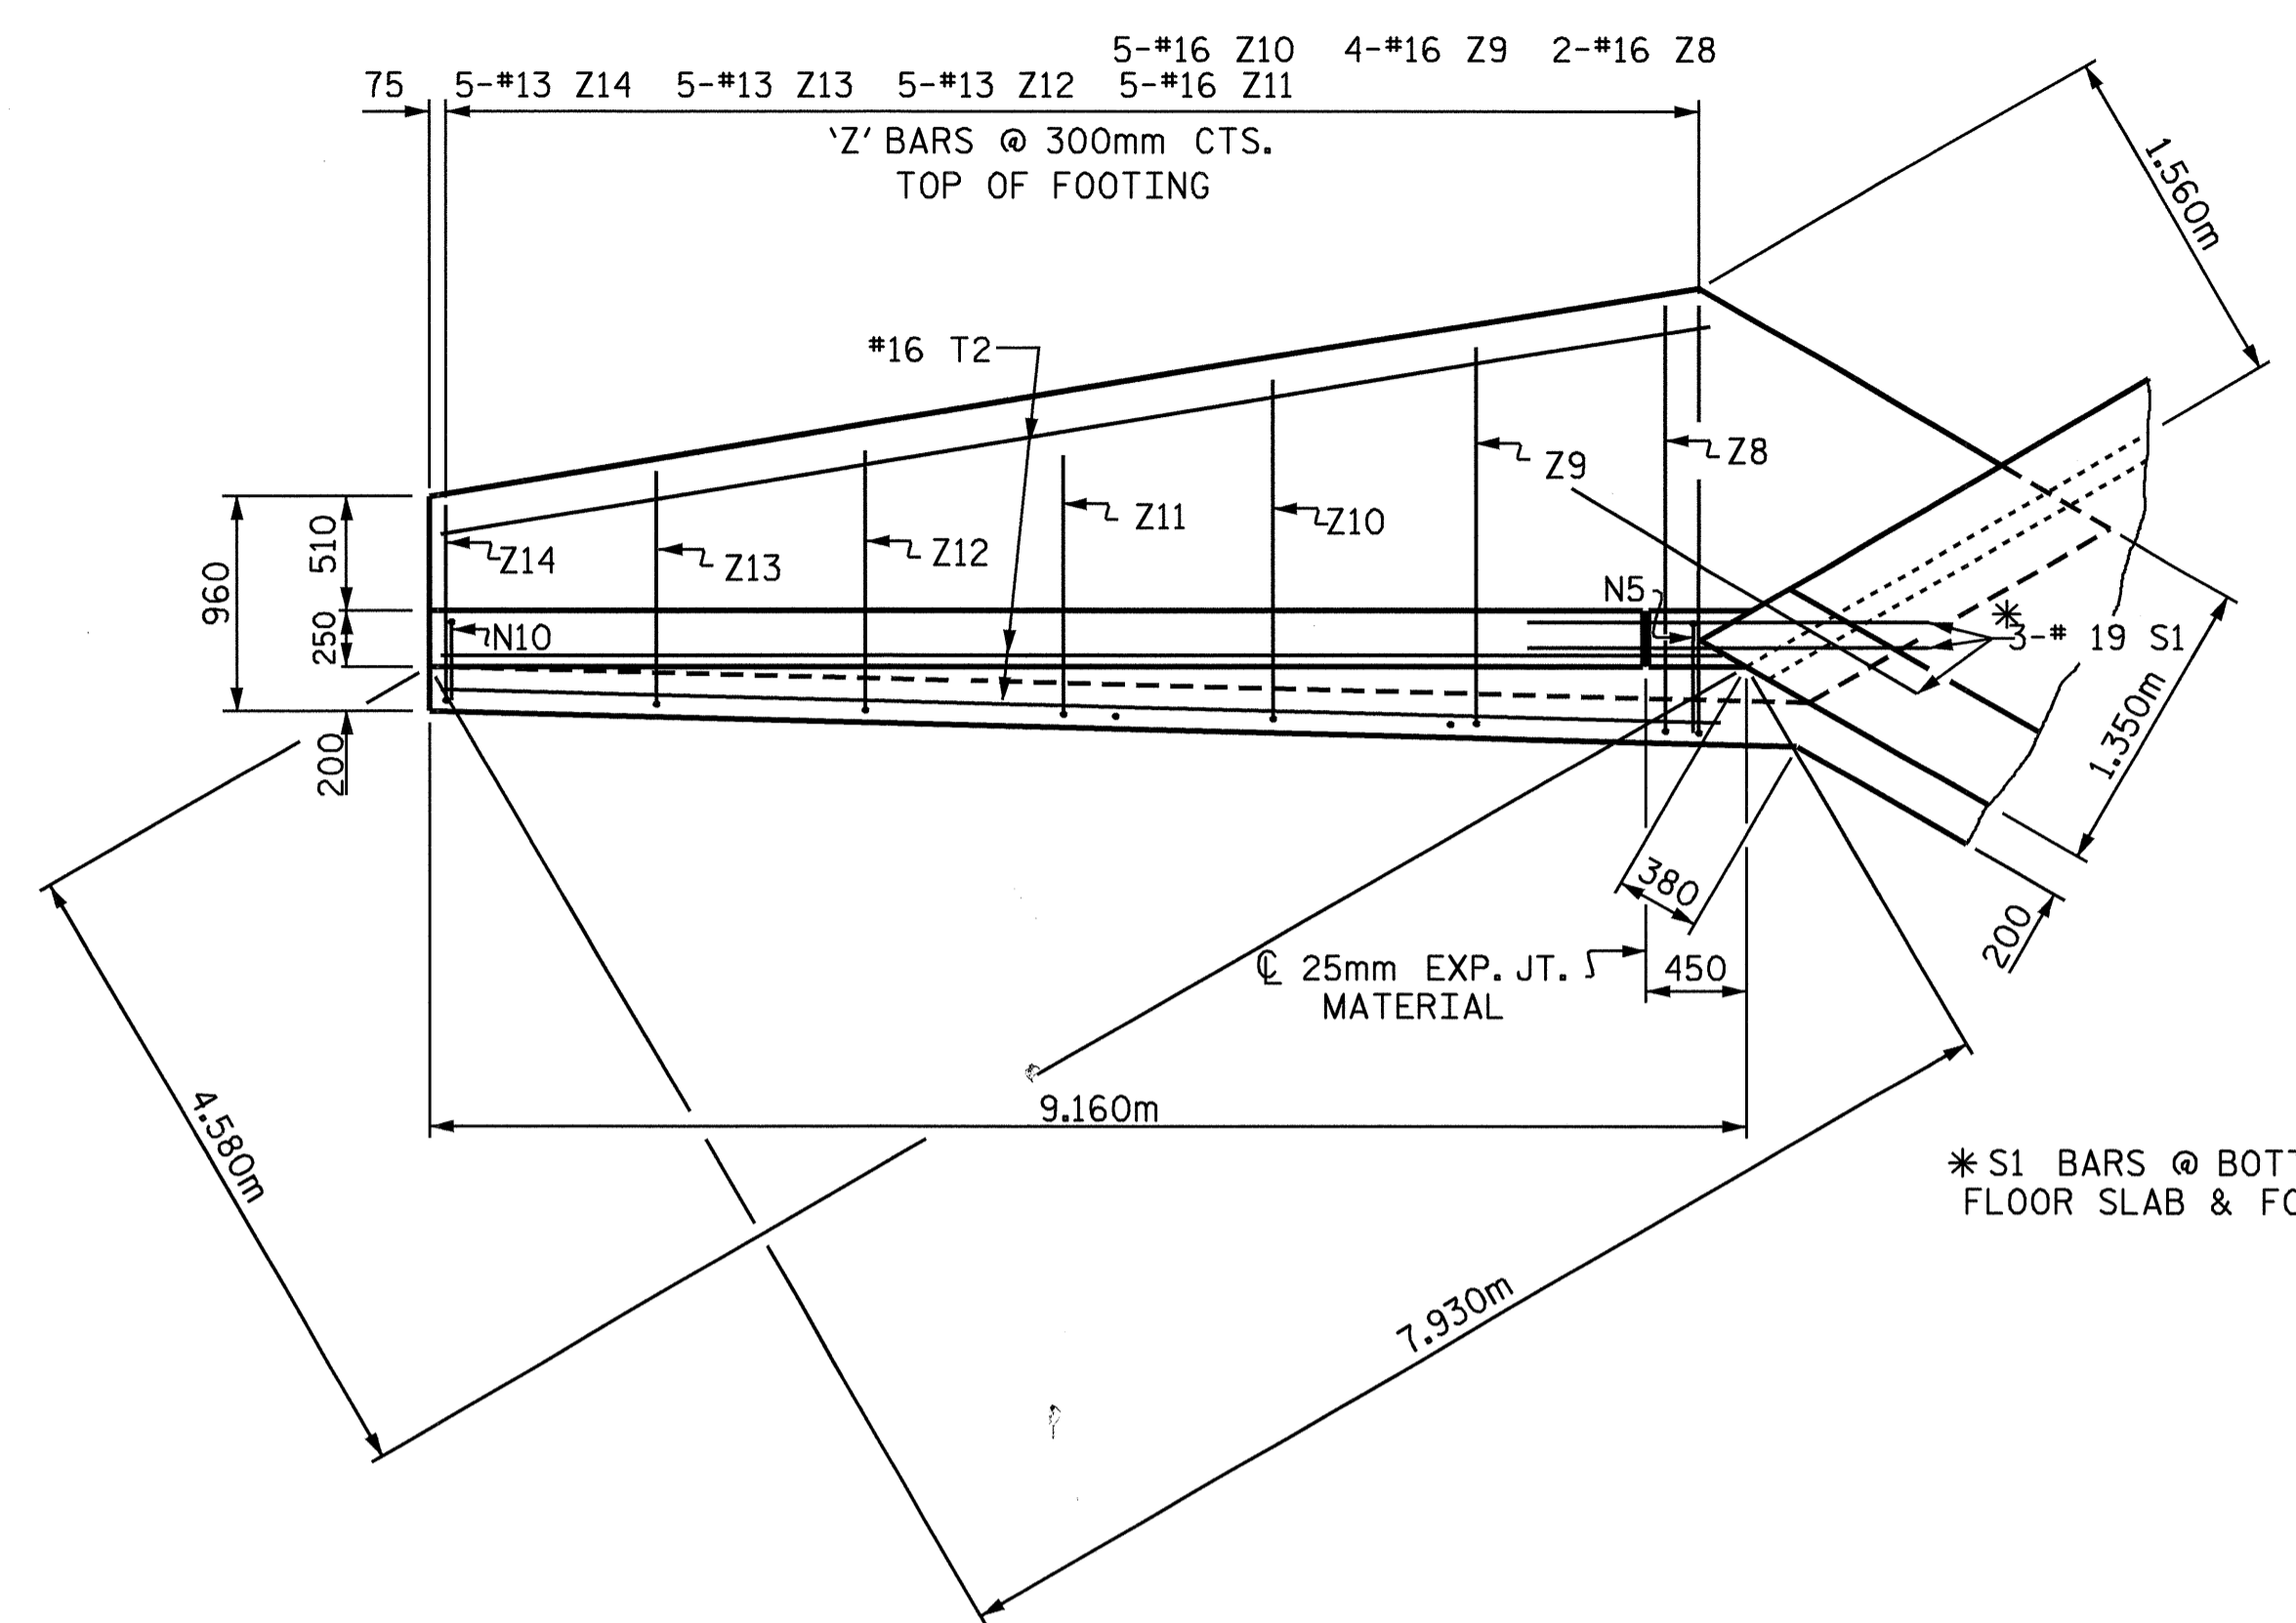 5-#16 Z10 4-#16 Z9 2-#16 Z8
75 5-#13 Z14 5-#13 Z13 5-#13 Z12 5-#16 Z11
'Z' BARS @ 300mm CTS.
TOP OF FOOTING
1.560m
#16 T2
Z9
Z8
Z14
Z13
Z12
Z11
Z10
510
960
250
N10
N5
*
3-# 19 S1
200
1.350m
380
200
℄ 25mm EXP. JT.
MATERIAL
450
9.160m
4.580m
7.930m
* S1 BARS @ BOTT
FLOOR SLAB & FO